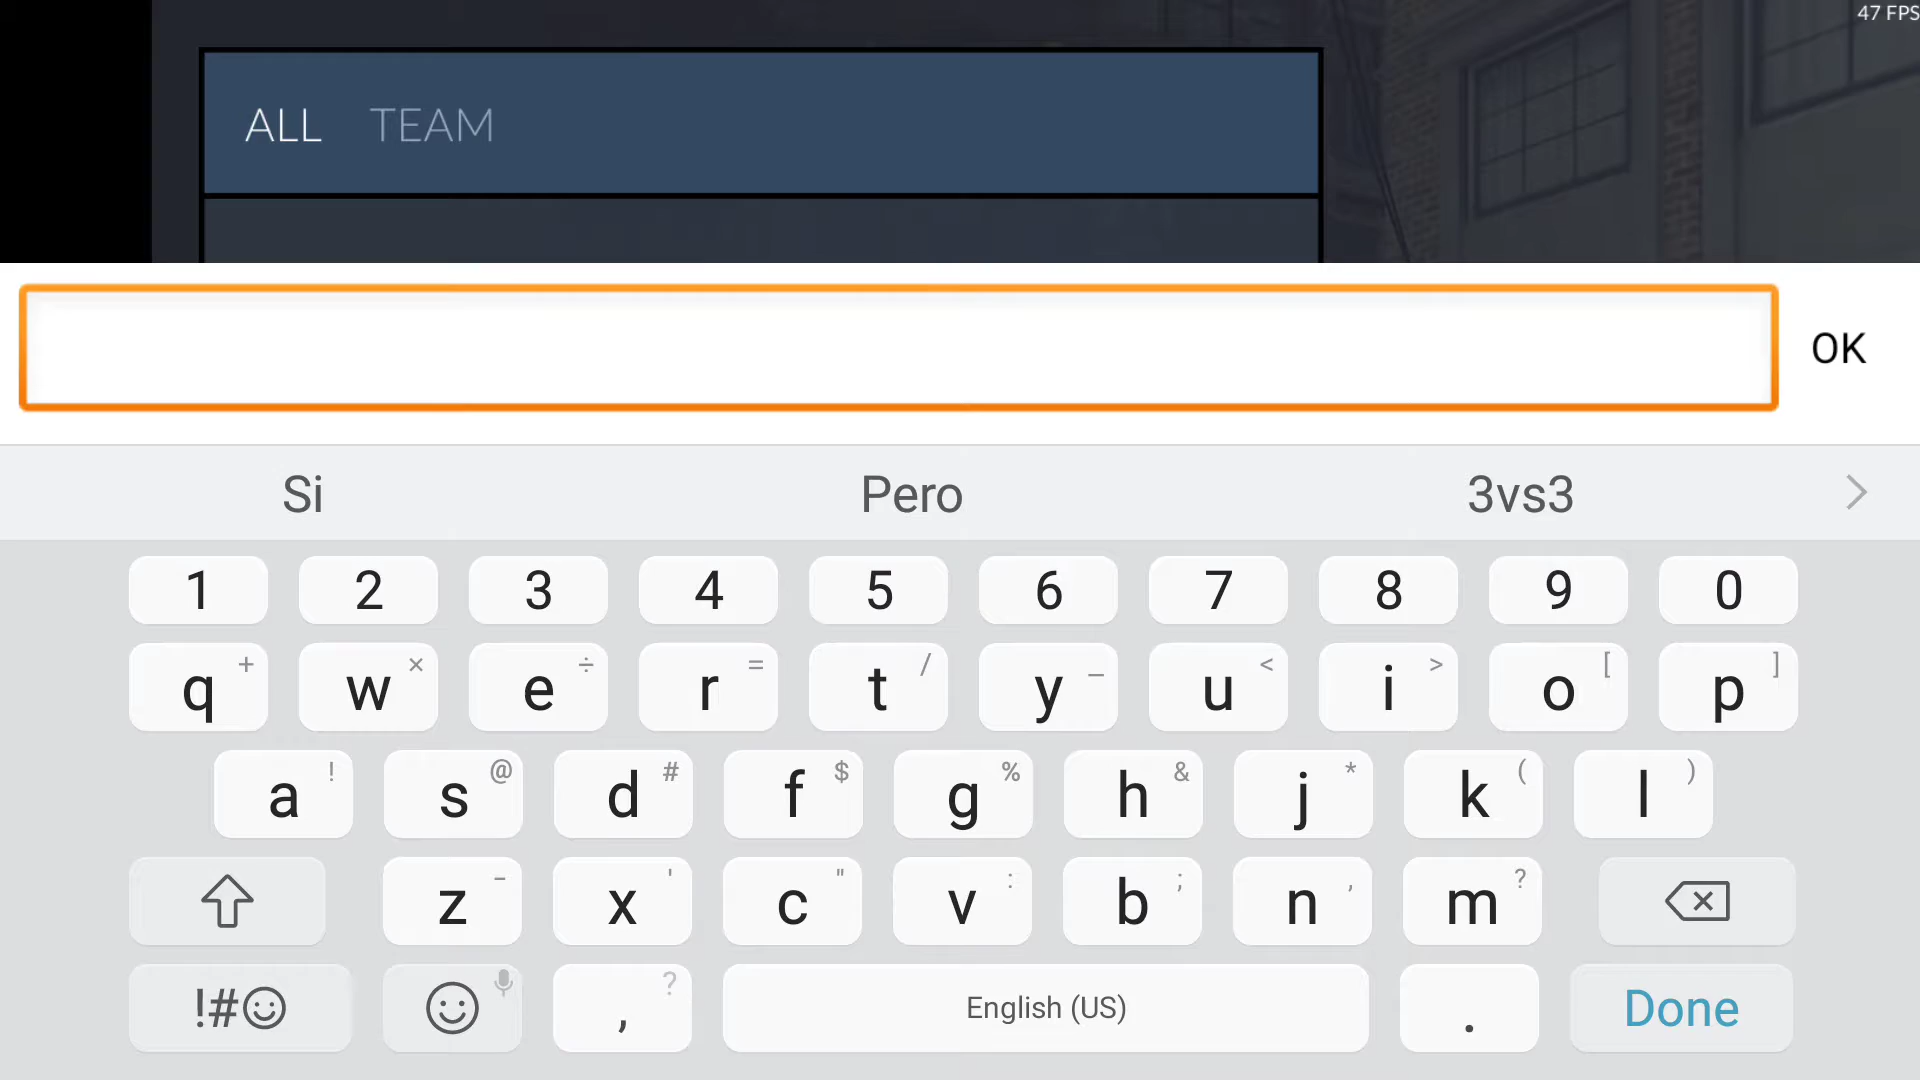 47 FPS
ALL TEAM
OK
Si Pero 3vs3
1 2 3 4 5 6 7 8 9 0
q + w × e ÷ r = t / y _ u < i > o [ p ]
a ! s @ d # f $ g % h & j * k ( l )
z - x ' c " v : b ; n , m ?
!#☺ , ? English (US) . Done